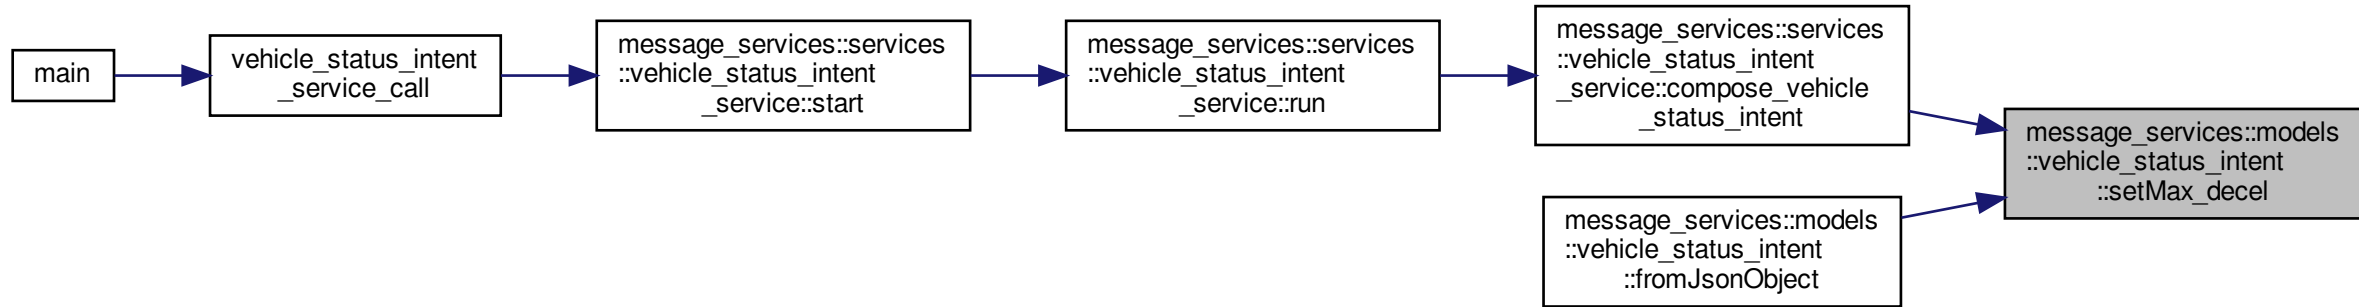 main
vehicle_status_intent
_service_call
message_services::services
::vehicle_status_intent
_service::start
message_services::services
::vehicle_status_intent
_service::run
message_services::services
::vehicle_status_intent
_service::compose_vehicle
_status_intent
message_services::models
::vehicle_status_intent
::setMax_decel
message_services::models
::vehicle_status_intent
::fromJsonObject